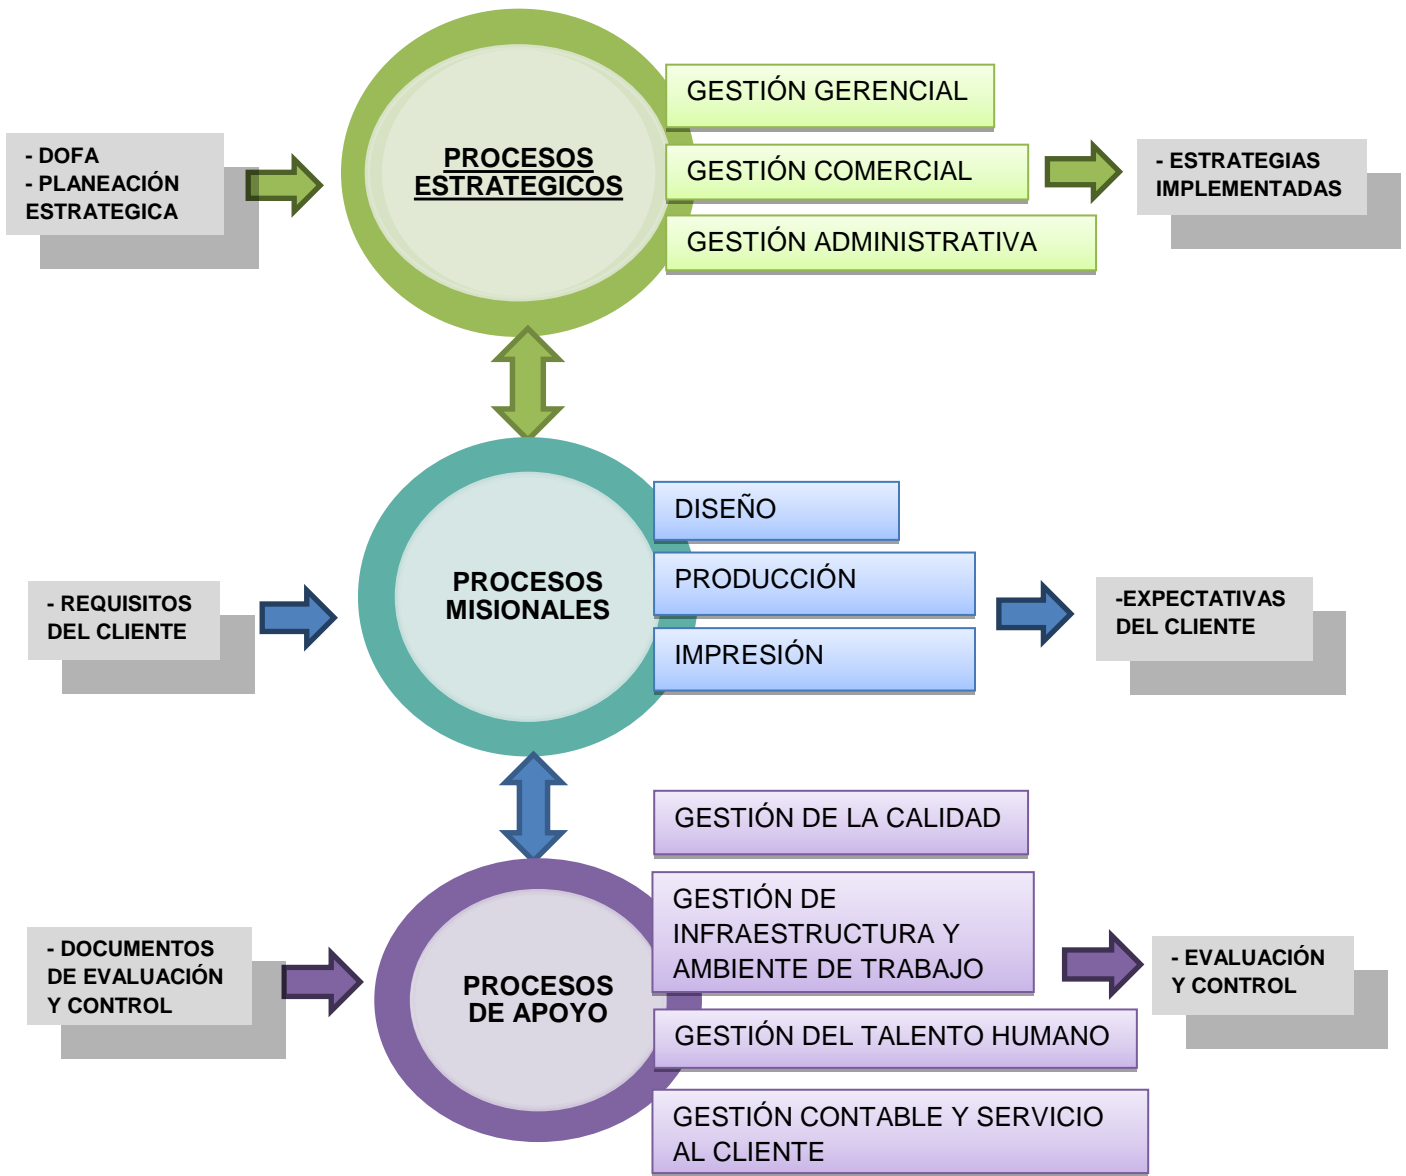 - DOFA
- PLANEACIÓN
ESTRATEGICA
PROCESOS
ESTRATEGICOS
GESTIÓN GERENCIAL
GESTIÓN COMERCIAL
GESTIÓN ADMINISTRATIVA
- ESTRATEGIAS
IMPLEMENTADAS
- REQUISITOS
DEL CLIENTE
PROCESOS
MISIONALES
DISEÑO
PRODUCCIÓN
IMPRESIÓN
-EXPECTATIVAS
DEL CLIENTE
- DOCUMENTOS
DE EVALUACIÓN
Y CONTROL
PROCESOS
DE APOYO
GESTIÓN DE LA CALIDAD
GESTIÓN DE
INFRAESTRUCTURA Y
AMBIENTE DE TRABAJO
GESTIÓN DEL TALENTO HUMANO
GESTIÓN CONTABLE Y SERVICIO
AL CLIENTE
- EVALUACIÓN
Y CONTROL